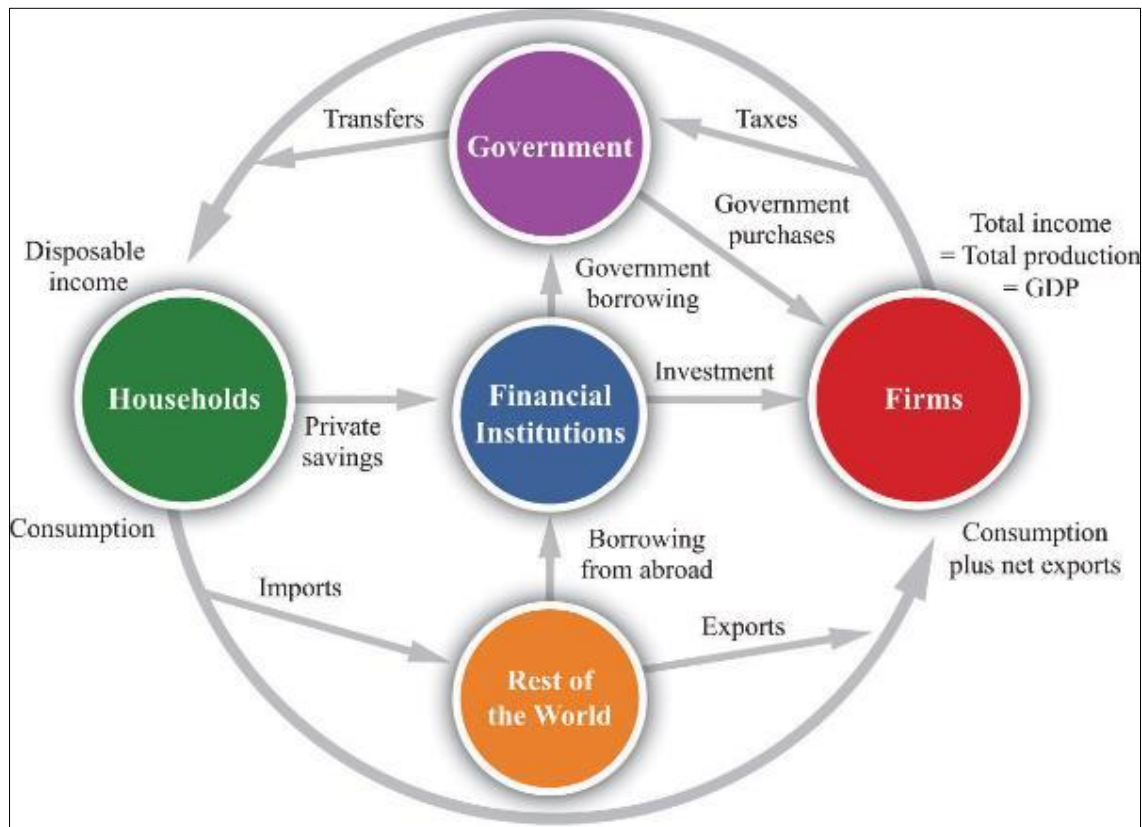 Transfers
Taxes
Government
Government
purchases
Total income
= Total production
= GDP
Disposable
income
Government
borrowing
Households
Private
savings
Financial
Institutions
Investment
Firms
Consumption
Borrowing
from abroad
Consumption
plus net exports
Imports
Exports
Rest of
the World